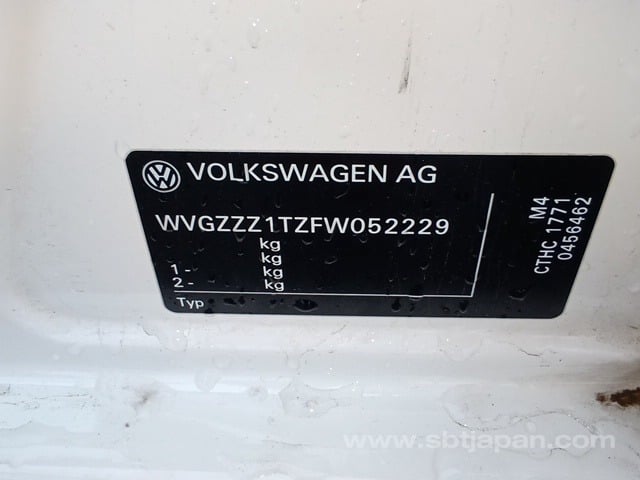 VOLKSWAGEN AG
WVGZZZ1TZFW052229
kg
kg
1 - kg
2 - kg
Typ
M4
CTHC 1771
0456462
www.sbtjapan.com